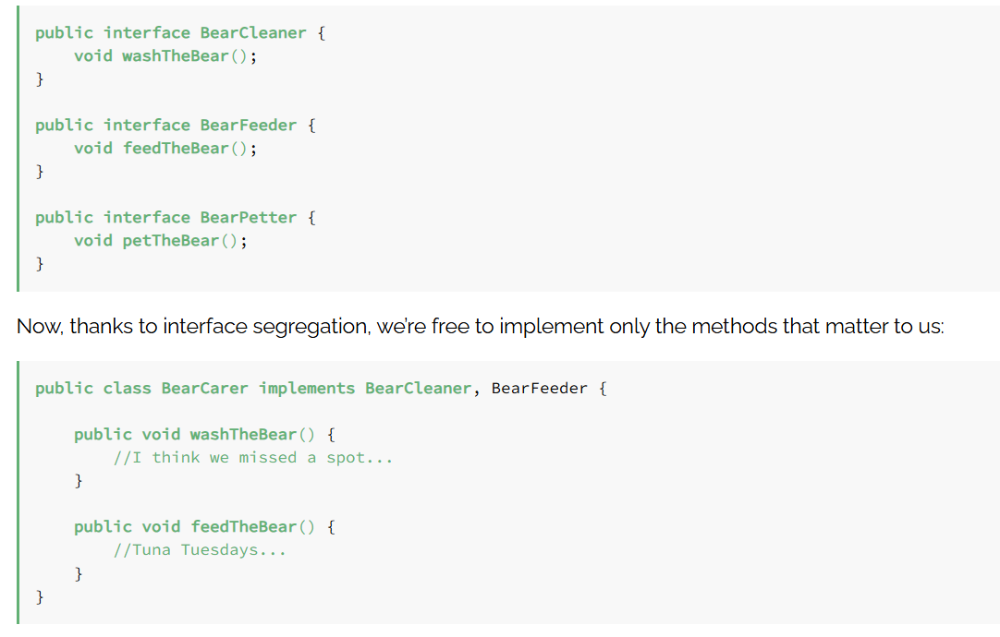 public interface BearCleaner {
    void washTheBear();
}
public interface BearFeeder {
    void feedTheBear();
}
public interface BearPetter {
    void petTheBear();
}
Now, thanks to interface segregation, we’re free to implement only the methods that matter to us:
public class BearCarer implements BearCleaner, BearFeeder {
    public void washTheBear() {
        //I think we missed a spot...
    }
    public void feedTheBear() {
        //Tuna Tuesdays...
    }
}